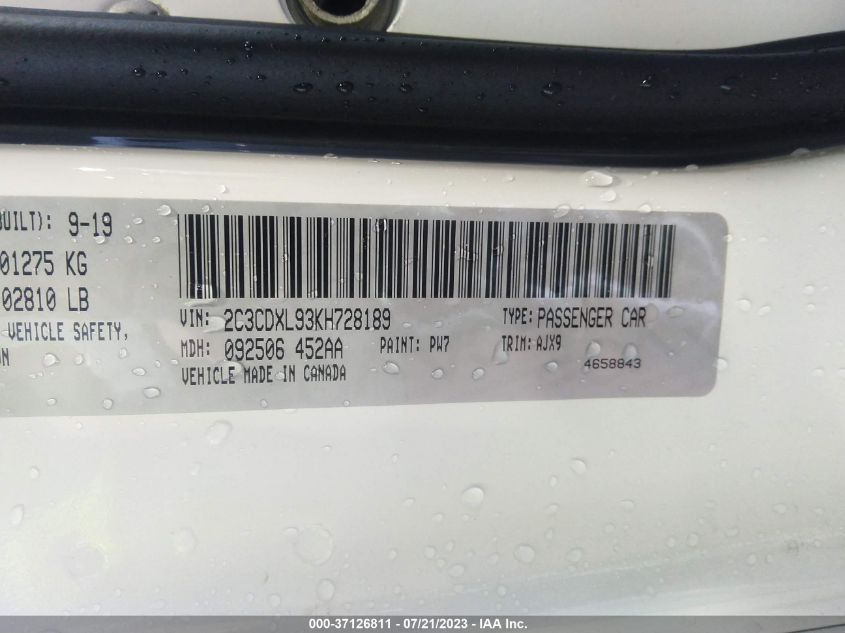 BUILT): 9-19
01275 KG
02810 LB
VEHICLE SAFETY,
ON
VIN: 2C3CDXL93KH728189 TYPE: PASSENGER CAR
MDH: 092506 452AA PAINT: PW7 TRIM: AJX9
VEHICLE MADE IN CANADA 4658843
000-37126811 - 07/21/2023 - IAA Inc.